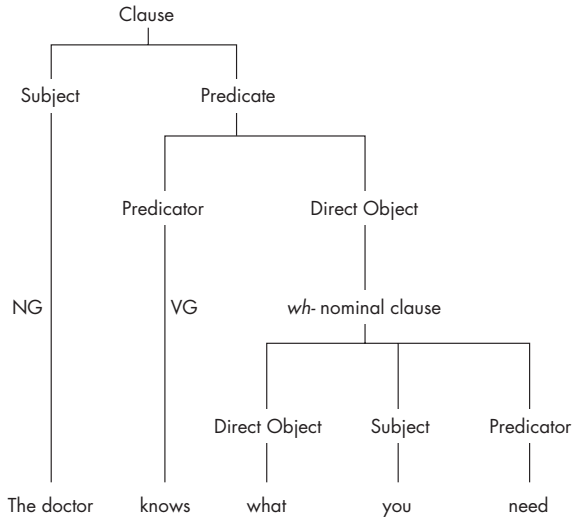 Clause
Subject Predicate
Predicator Direct Object
NG VG wh- nominal clause
Direct Object Subject Predicator
The doctor knows what you need